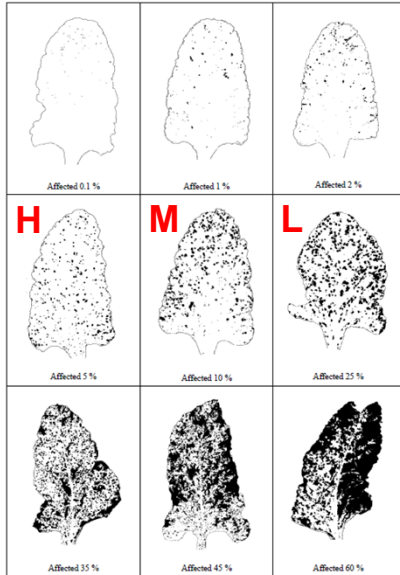 Affected 0.1 %
Affected 1 %
Affected 2 %
H
M
L
Affected 5 %
Affected 10 %
Affected 25 %
Affected 35 %
Affected 45 %
Affected 60 %